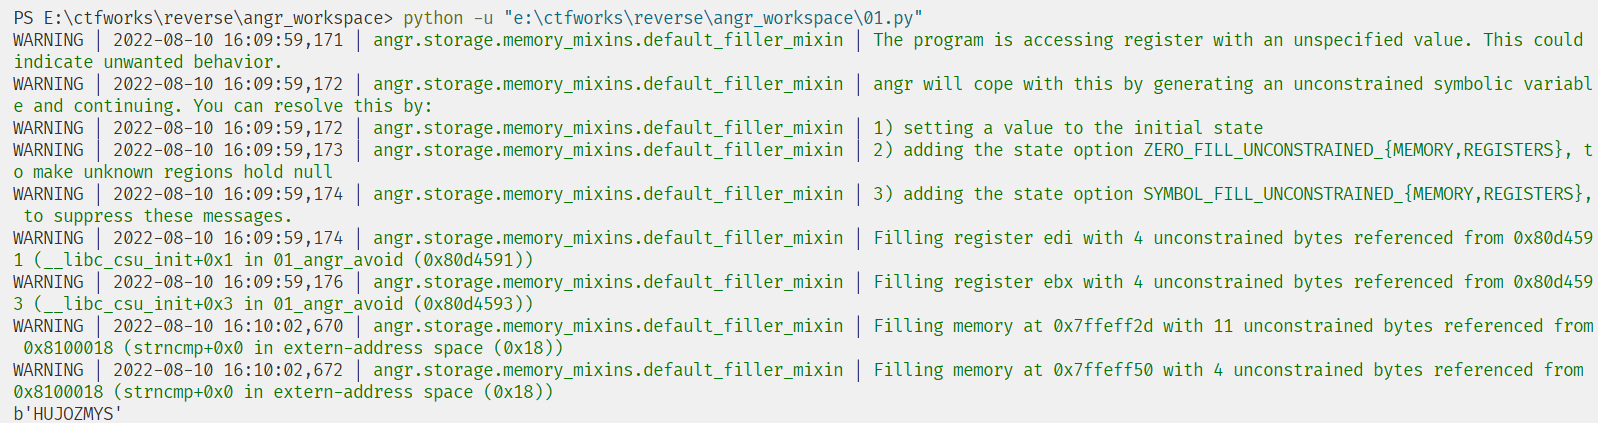 PS E:\ctfworks\reverse\angr_workspace> python -u "e:\ctfworks\reverse\angr_workspace\01.py"
WARNING | 2022-08-10 16:09:59,171 | angr.storage.memory_mixins.default_filler_mixin | The program is accessing register with an unspecified value. This could
indicate unwanted behavior.
WARNING | 2022-08-10 16:09:59,172 | angr.storage.memory_mixins.default_filler_mixin | angr will cope with this by generating an unconstrained symbolic variabl
e and continuing. You can resolve this by:
WARNING | 2022-08-10 16:09:59,172 | angr.storage.memory_mixins.default_filler_mixin | 1) setting a value to the initial state
WARNING | 2022-08-10 16:09:59,173 | angr.storage.memory_mixins.default_filler_mixin | 2) adding the state option ZERO_FILL_UNCONSTRAINED_{MEMORY,REGISTERS}, t
o make unknown regions hold null
WARNING | 2022-08-10 16:09:59,174 | angr.storage.memory_mixins.default_filler_mixin | 3) adding the state option SYMBOL_FILL_UNCONSTRAINED_{MEMORY,REGISTERS},
 to suppress these messages.
WARNING | 2022-08-10 16:09:59,174 | angr.storage.memory_mixins.default_filler_mixin | Filling register edi with 4 unconstrained bytes referenced from 0x80d459
1 (__libc_csu_init+0x1 in 01_angr_avoid (0x80d4591))
WARNING | 2022-08-10 16:09:59,176 | angr.storage.memory_mixins.default_filler_mixin | Filling register ebx with 4 unconstrained bytes referenced from 0x80d459
3 (__libc_csu_init+0x3 in 01_angr_avoid (0x80d4593))
WARNING | 2022-08-10 16:10:02,670 | angr.storage.memory_mixins.default_filler_mixin | Filling memory at 0x7ffeff2d with 11 unconstrained bytes referenced from
 0x8100018 (strncmp+0x0 in extern-address space (0x18))
WARNING | 2022-08-10 16:10:02,672 | angr.storage.memory_mixins.default_filler_mixin | Filling memory at 0x7ffeff50 with 4 unconstrained bytes referenced from
0x8100018 (strncmp+0x0 in extern-address space (0x18))
b'HUJOZMYS'